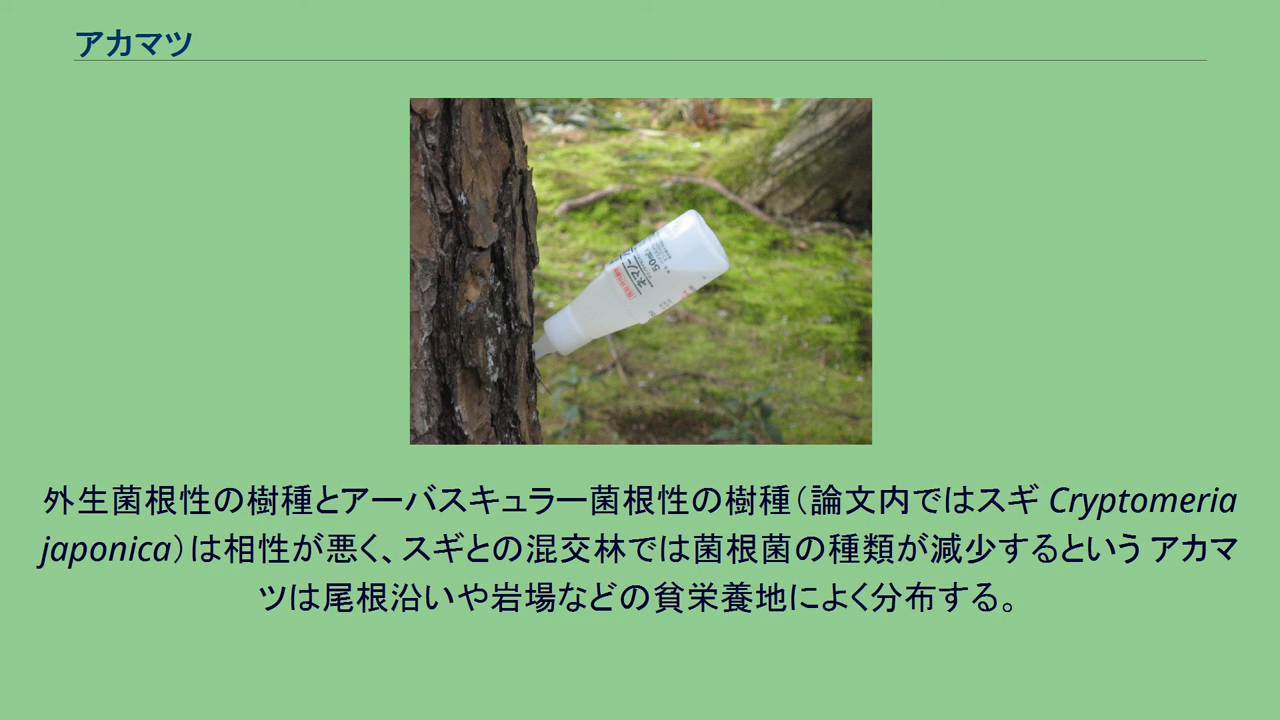 アカマツ
50mL
外生菌根性の樹種とアーバスキュラー菌根性の樹種（論文内ではスギ Cryptomeria
japonica）は相性が悪く、スギとの混交林では菌根菌の種類が減少するという アカマ
ツは尾根沿いや岩場などの貧栄養地によく分布する。